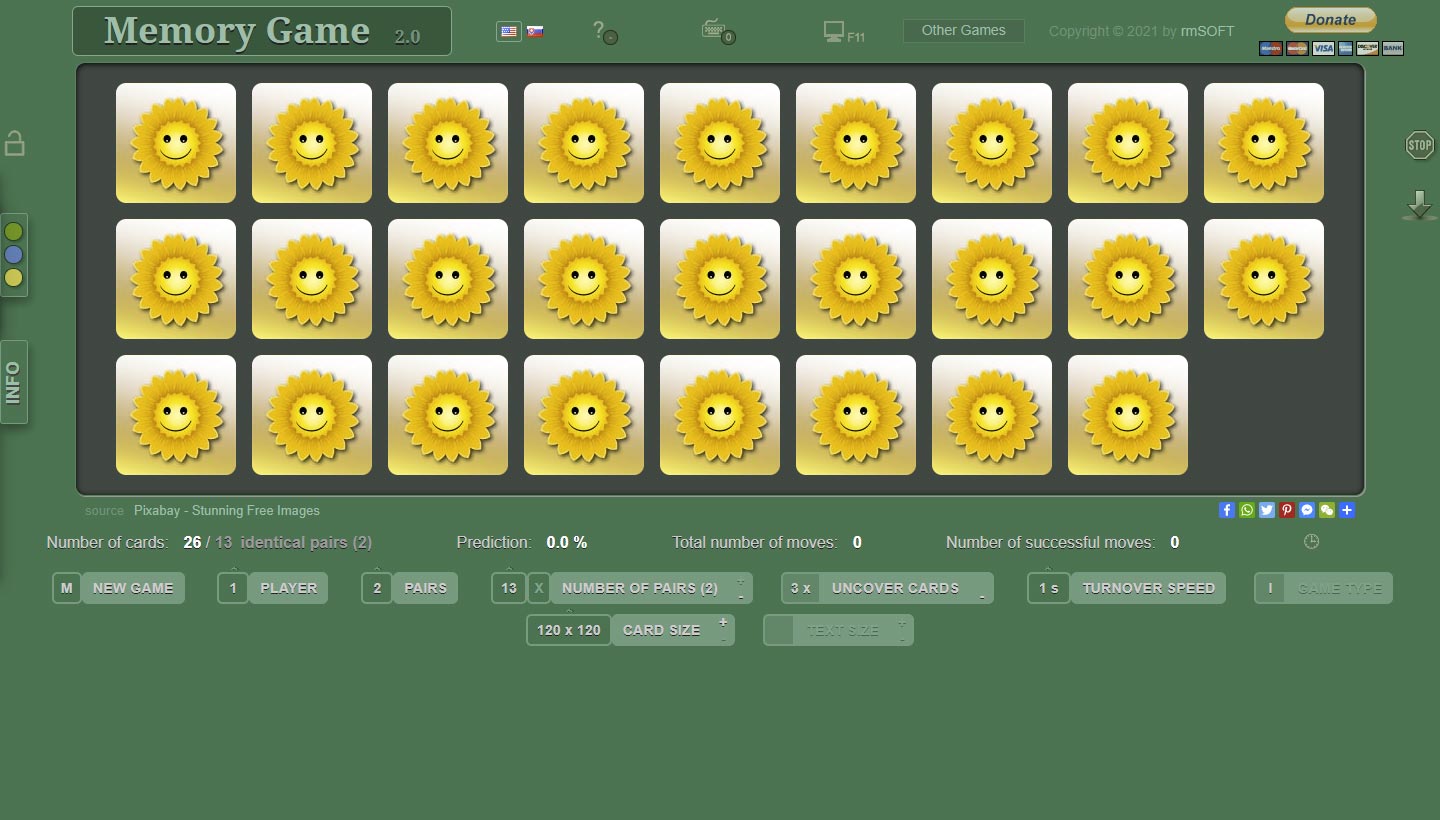 Memory Game 2.0
?
-
0
F11
Other Games
Copyright © 2021 by rmSOFT
Donate
VISA
BANK
STOP
INFO
source Pixabay - Stunning Free Images
Number of cards: 26 / 13 identical pairs (2)
Prediction: 0.0 %
Total number of moves: 0
Number of successful moves: 0
M NEW GAME
1 PLAYER
2 PAIRS
13 X NUMBER OF PAIRS (2) + -
3 x UNCOVER CARDS -
1 s TURNOVER SPEED
I GAME TYPE
120 x 120 CARD SIZE + -
TEXT SIZE + -